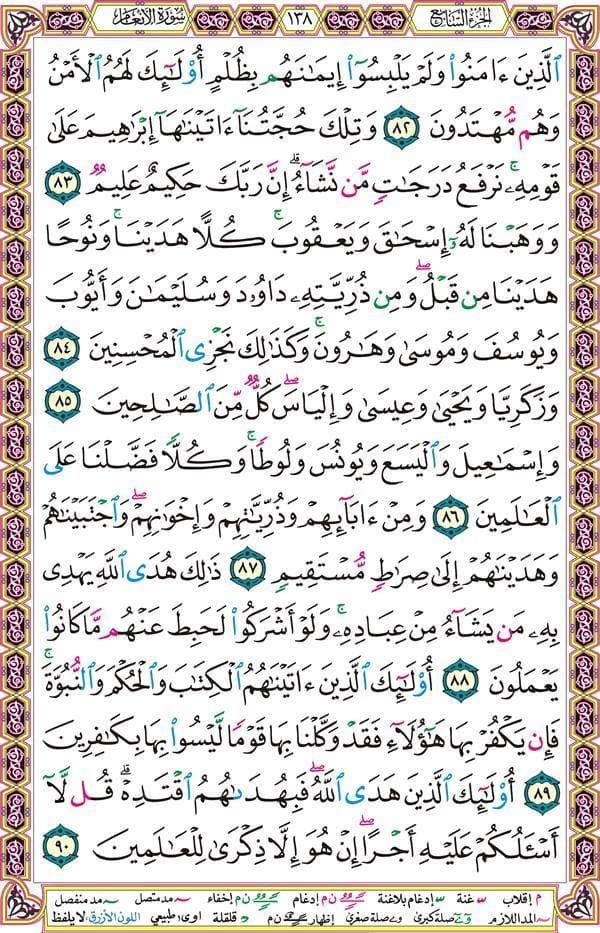 الجزء السابع ١٣٨ سورة الأنعام
ٱلَّذِينَ ءَامَنُوا۟ وَلَمْ يَلْبِسُوٓا۟ إِيمَـٰنَهُم بِظُلْمٍ أُو۟لَـٰٓئِكَ لَهُمُ ٱلْأَمْنُ
وَهُم مُّهْتَدُونَ ٨٢ وَتِلْكَ حُجَّتُنَآ ءَاتَيْنَـٰهَآ إِبْرَٰهِيمَ عَلَىٰ
قَوْمِهِۦ ۚ نَرْفَعُ دَرَجَـٰتٍ مَّن نَّشَآءُ ۗ إِنَّ رَبَّكَ حَكِيمٌ عَلِيمٌ ٨٣
وَوَهَبْنَا لَهُۥٓ إِسْحَـٰقَ وَيَعْقُوبَ ۚ كُلًّا هَدَيْنَا ۚ وَنُوحًا
هَدَيْنَا مِن قَبْلُ ۖ وَمِن ذُرِّيَّتِهِۦ دَاوُۥدَ وَسُلَيْمَـٰنَ وَأَيُّوبَ
وَيُوسُفَ وَمُوسَىٰ وَهَـٰرُونَ ۚ وَكَذَٰلِكَ نَجْزِى ٱلْمُحْسِنِينَ ٨٤
وَزَكَرِيَّا وَيَحْيَىٰ وَعِيسَىٰ وَإِلْيَاسَ ۖ كُلٌّ مِّنَ ٱلصَّـٰلِحِينَ ٨٥
وَإِسْمَـٰعِيلَ وَٱلْيَسَعَ وَيُونُسَ وَلُوطًا ۚ وَكُلًّا فَضَّلْنَا عَلَى
ٱلْعَـٰلَمِينَ ٨٦ وَمِنْ ءَابَآئِهِمْ وَذُرِّيَّـٰتِهِمْ وَإِخْوَٰنِهِمْ ۖ وَٱجْتَبَيْنَـٰهُمْ
وَهَدَيْنَـٰهُمْ إِلَىٰ صِرَٰطٍ مُّسْتَقِيمٍ ٨٧ ذَٰلِكَ هُدَى ٱللَّهِ يَهْدِى
بِهِۦ مَن يَشَآءُ مِنْ عِبَادِهِۦ ۚ وَلَوْ أَشْرَكُوا۟ لَحَبِطَ عَنْهُم مَّا كَانُوا۟
يَعْمَلُونَ ٨٨ أُو۟لَـٰٓئِكَ ٱلَّذِينَ ءَاتَيْنَـٰهُمُ ٱلْكِتَـٰبَ وَٱلْحُكْمَ وَٱلنُّبُوَّةَ ۚ
فَإِن يَكْفُرْ بِهَا هَـٰٓؤُلَآءِ فَقَدْ وَكَّلْنَا بِهَا قَوْمًا لَّيْسُوا۟ بِهَا بِكَـٰفِرِينَ
٨٩ أُو۟لَـٰٓئِكَ ٱلَّذِينَ هَدَى ٱللَّهُ ۖ فَبِهُدَىٰهُمُ ٱقْتَدِهْ ۗ قُل لَّآ
أَسْـَٔلُكُمْ عَلَيْهِ أَجْرًا ۖ إِنْ هُوَ إِلَّا ذِكْرَىٰ لِلْعَـٰلَمِينَ ٩٠
م إقلاب غنة إدغام بلاغنة ن م إدغام ن م إخفاء مد متصل مد منفصل
المد اللازم صلة كبرى صلة صغرى إظهار ن م قلقلة اوى طبيعي اللون الأزرق لا يلفظ